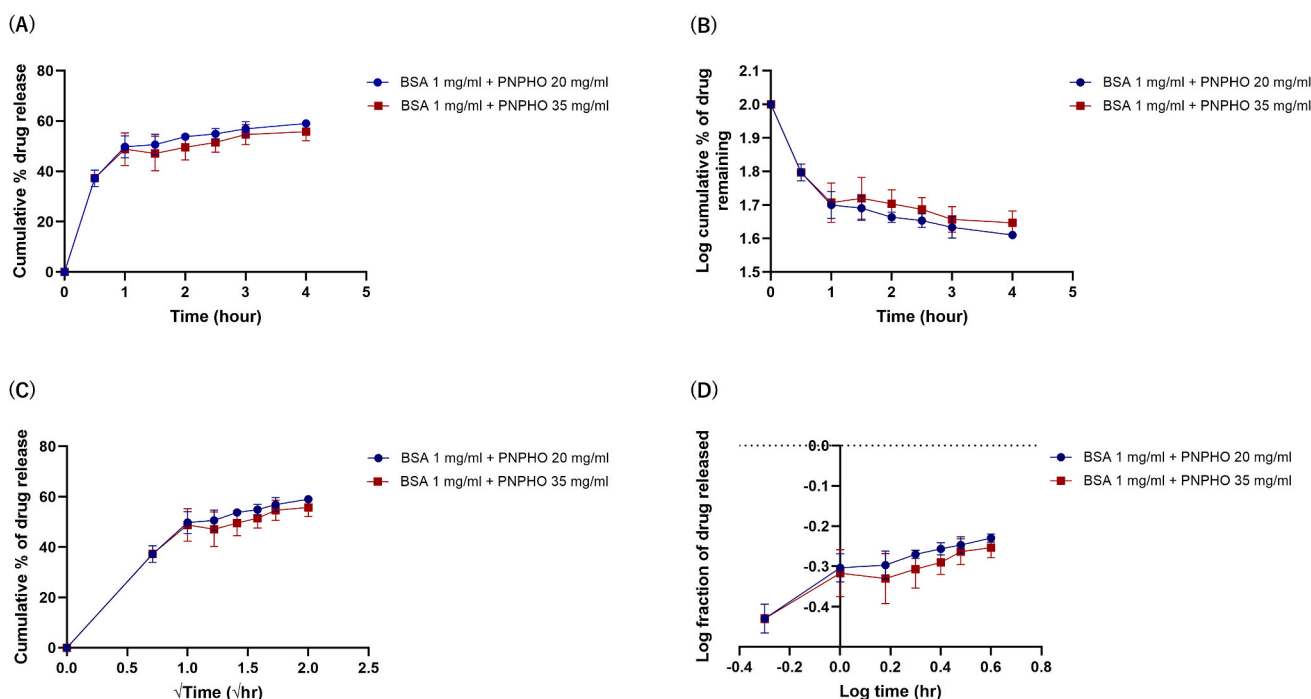 (A)
Cumulative % drug release
80
60
40
20
0
0 1 2 3 4 5
Time (hour)
BSA 1 mg/ml + PNPHO 20 mg/ml
BSA 1 mg/ml + PNPHO 35 mg/ml
(B)
Log cumulative % of drug
remaining
2.1
2.0
1.9
1.8
1.7
1.6
1.5
0 1 2 3 4 5
Time (hour)
BSA 1 mg/ml + PNPHO 20 mg/ml
BSA 1 mg/ml + PNPHO 35 mg/ml
(C)
Cumulative % of drug release
80
60
40
20
0
0.0 0.5 1.0 1.5 2.0 2.5
√Time (√hr)
BSA 1 mg/ml + PNPHO 20 mg/ml
BSA 1 mg/ml + PNPHO 35 mg/ml
(D)
Log fraction of drug released
0.0
-0.1
-0.2
-0.3
-0.4
-0.4 -0.2 0.0 0.2 0.4 0.6 0.8
Log time (hr)
BSA 1 mg/ml + PNPHO 20 mg/ml
BSA 1 mg/ml + PNPHO 35 mg/ml